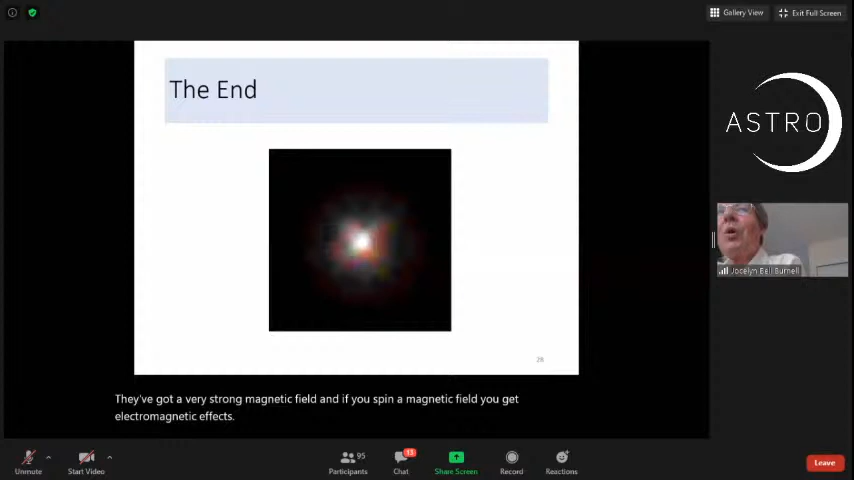 Gallery View
Exit Full Screen
The End
ASTRO
Jocelyn Bell Burnell
28
They've got a very strong magnetic field and if you spin a magnetic field you get
electromagnetic effects.
95
13
Unmute
Start Video
Participants
Chat
Share Screen
Record
Reactions
Leave